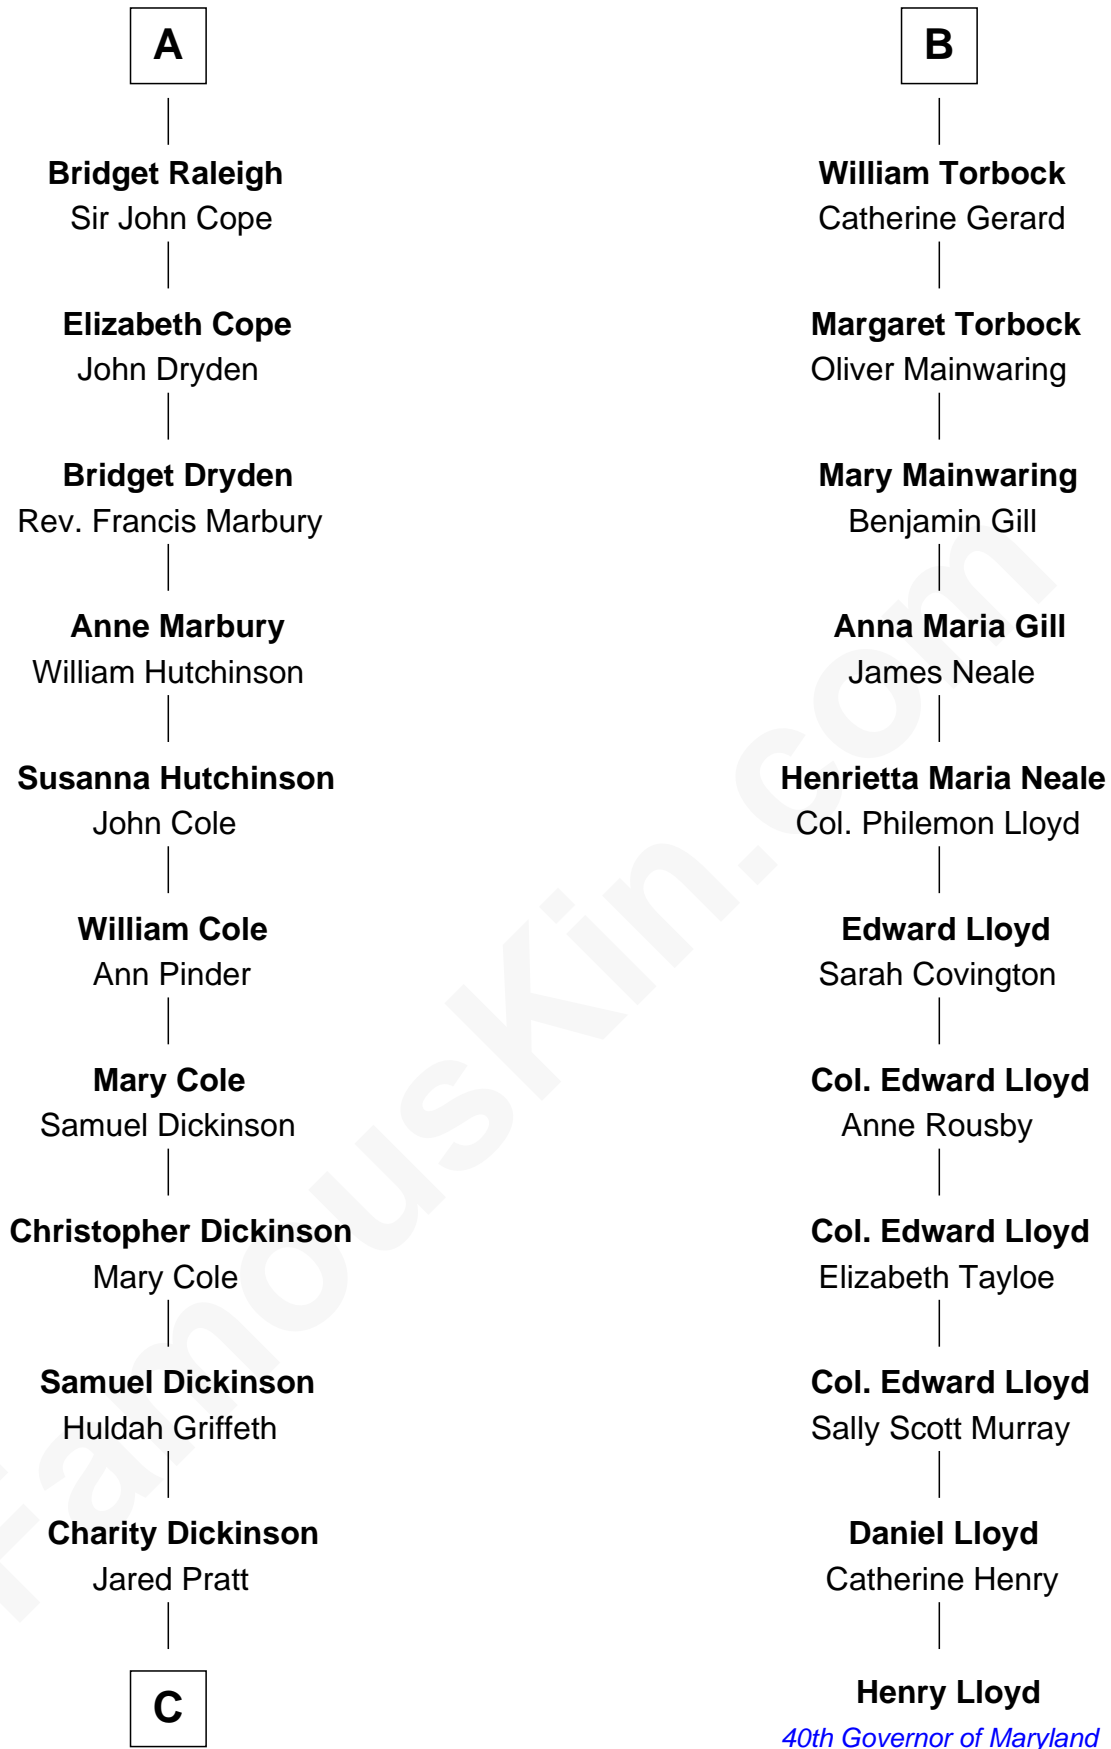 A
Bridget Raleigh
Sir John Cope
Elizabeth Cope
John Dryden
Bridget Dryden
Rev. Francis Marbury
Anne Marbury
William Hutchinson
Susanna Hutchinson
John Cole
William Cole
Ann Pinder
Mary Cole
Samuel Dickinson
Christopher Dickinson
Mary Cole
Samuel Dickinson
Huldah Griffeth
Charity Dickinson
Jared Pratt
C
B
William Torbock
Catherine Gerard
Margaret Torbock
Oliver Mainwaring
Mary Mainwaring
Benjamin Gill
Anna Maria Gill
James Neale
Henrietta Maria Neale
Col. Philemon Lloyd
Edward Lloyd
Sarah Covington
Col. Edward Lloyd
Anne Rousby
Col. Edward Lloyd
Elizabeth Tayloe
Col. Edward Lloyd
Sally Scott Murray
Daniel Lloyd
Catherine Henry
Henry Lloyd
40th Governor of Maryland
FamousKin.com